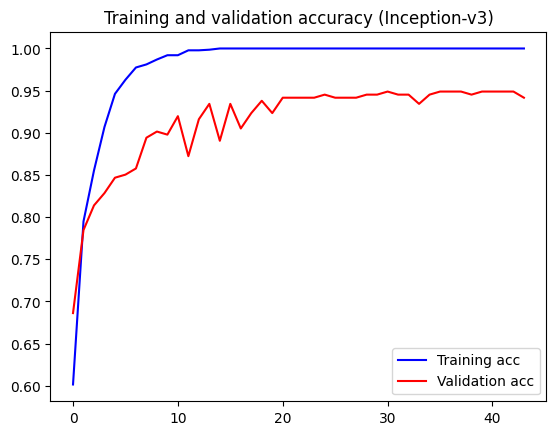 Training and validation accuracy (Inception-v3)
1.00
0.95
0.90
0.85
0.80
0.75
0.70
0.65
0.60
Training acc
Validation acc
0 10 20 30 40